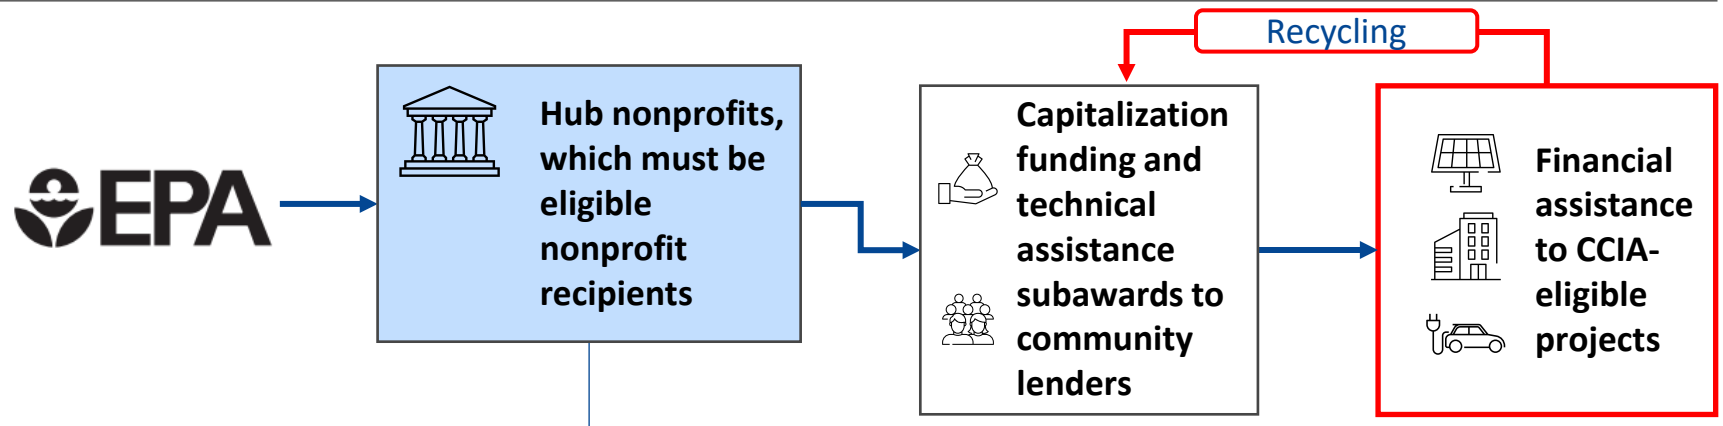 Recycling
EPA
Hub nonprofits,
which must be
eligible
nonprofit
recipients
Capitalization
funding and
technical
assistance
subawards to
community
lenders
Financial
assistance
to CCIA-
eligible
projects